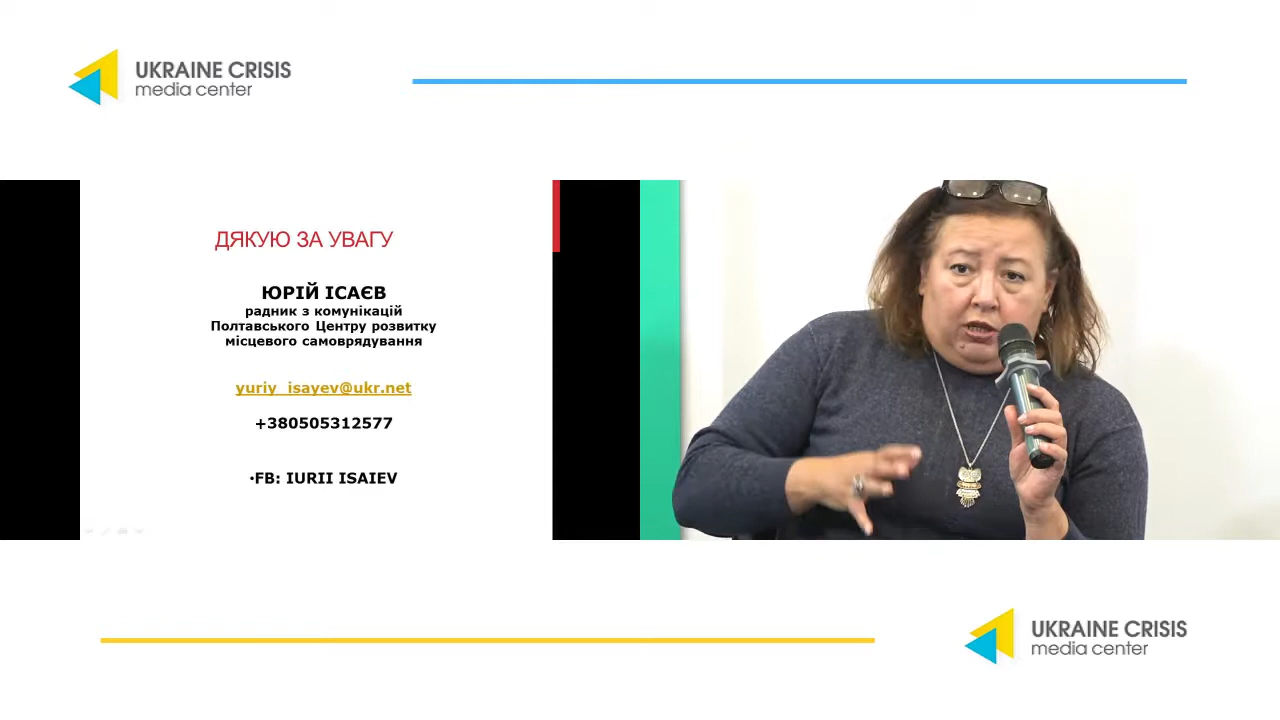 UKRAINE CRISIS
media center
ДЯКУЮ ЗА УВАГУ
ЮРІЙ ІСАЄВ
радник з комунікацій
Полтавського Центру розвитку
місцевого самоврядування
yuriy_isayev@ukr.net
+380505312577
•FB: IURII ISAIEV
UKRAINE CRISIS
media center